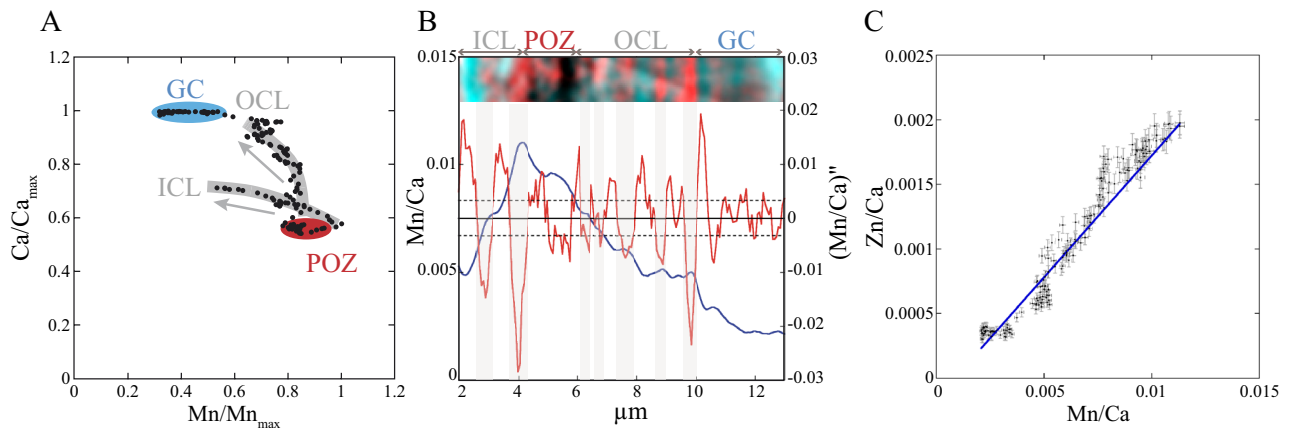 A
1.2
1
0.8
0.6
0.4
0.2
0
Ca/Ca_max
GC
OCL
ICL
POZ
0 0.2 0.4 0.6 0.8 1 1.2
Mn/Mn_max
B
ICL POZ OCL GC
0.015
0.010
0.005
0
Mn/Ca
0.03
0.02
0.01
0
-0.01
-0.02
-0.03
(Mn/Ca)"
2 4 6 8 10 12
μm
C
0.0025
0.002
0.0015
0.001
0.0005
0
Zn/Ca
0 0.005 0.01 0.015
Mn/Ca